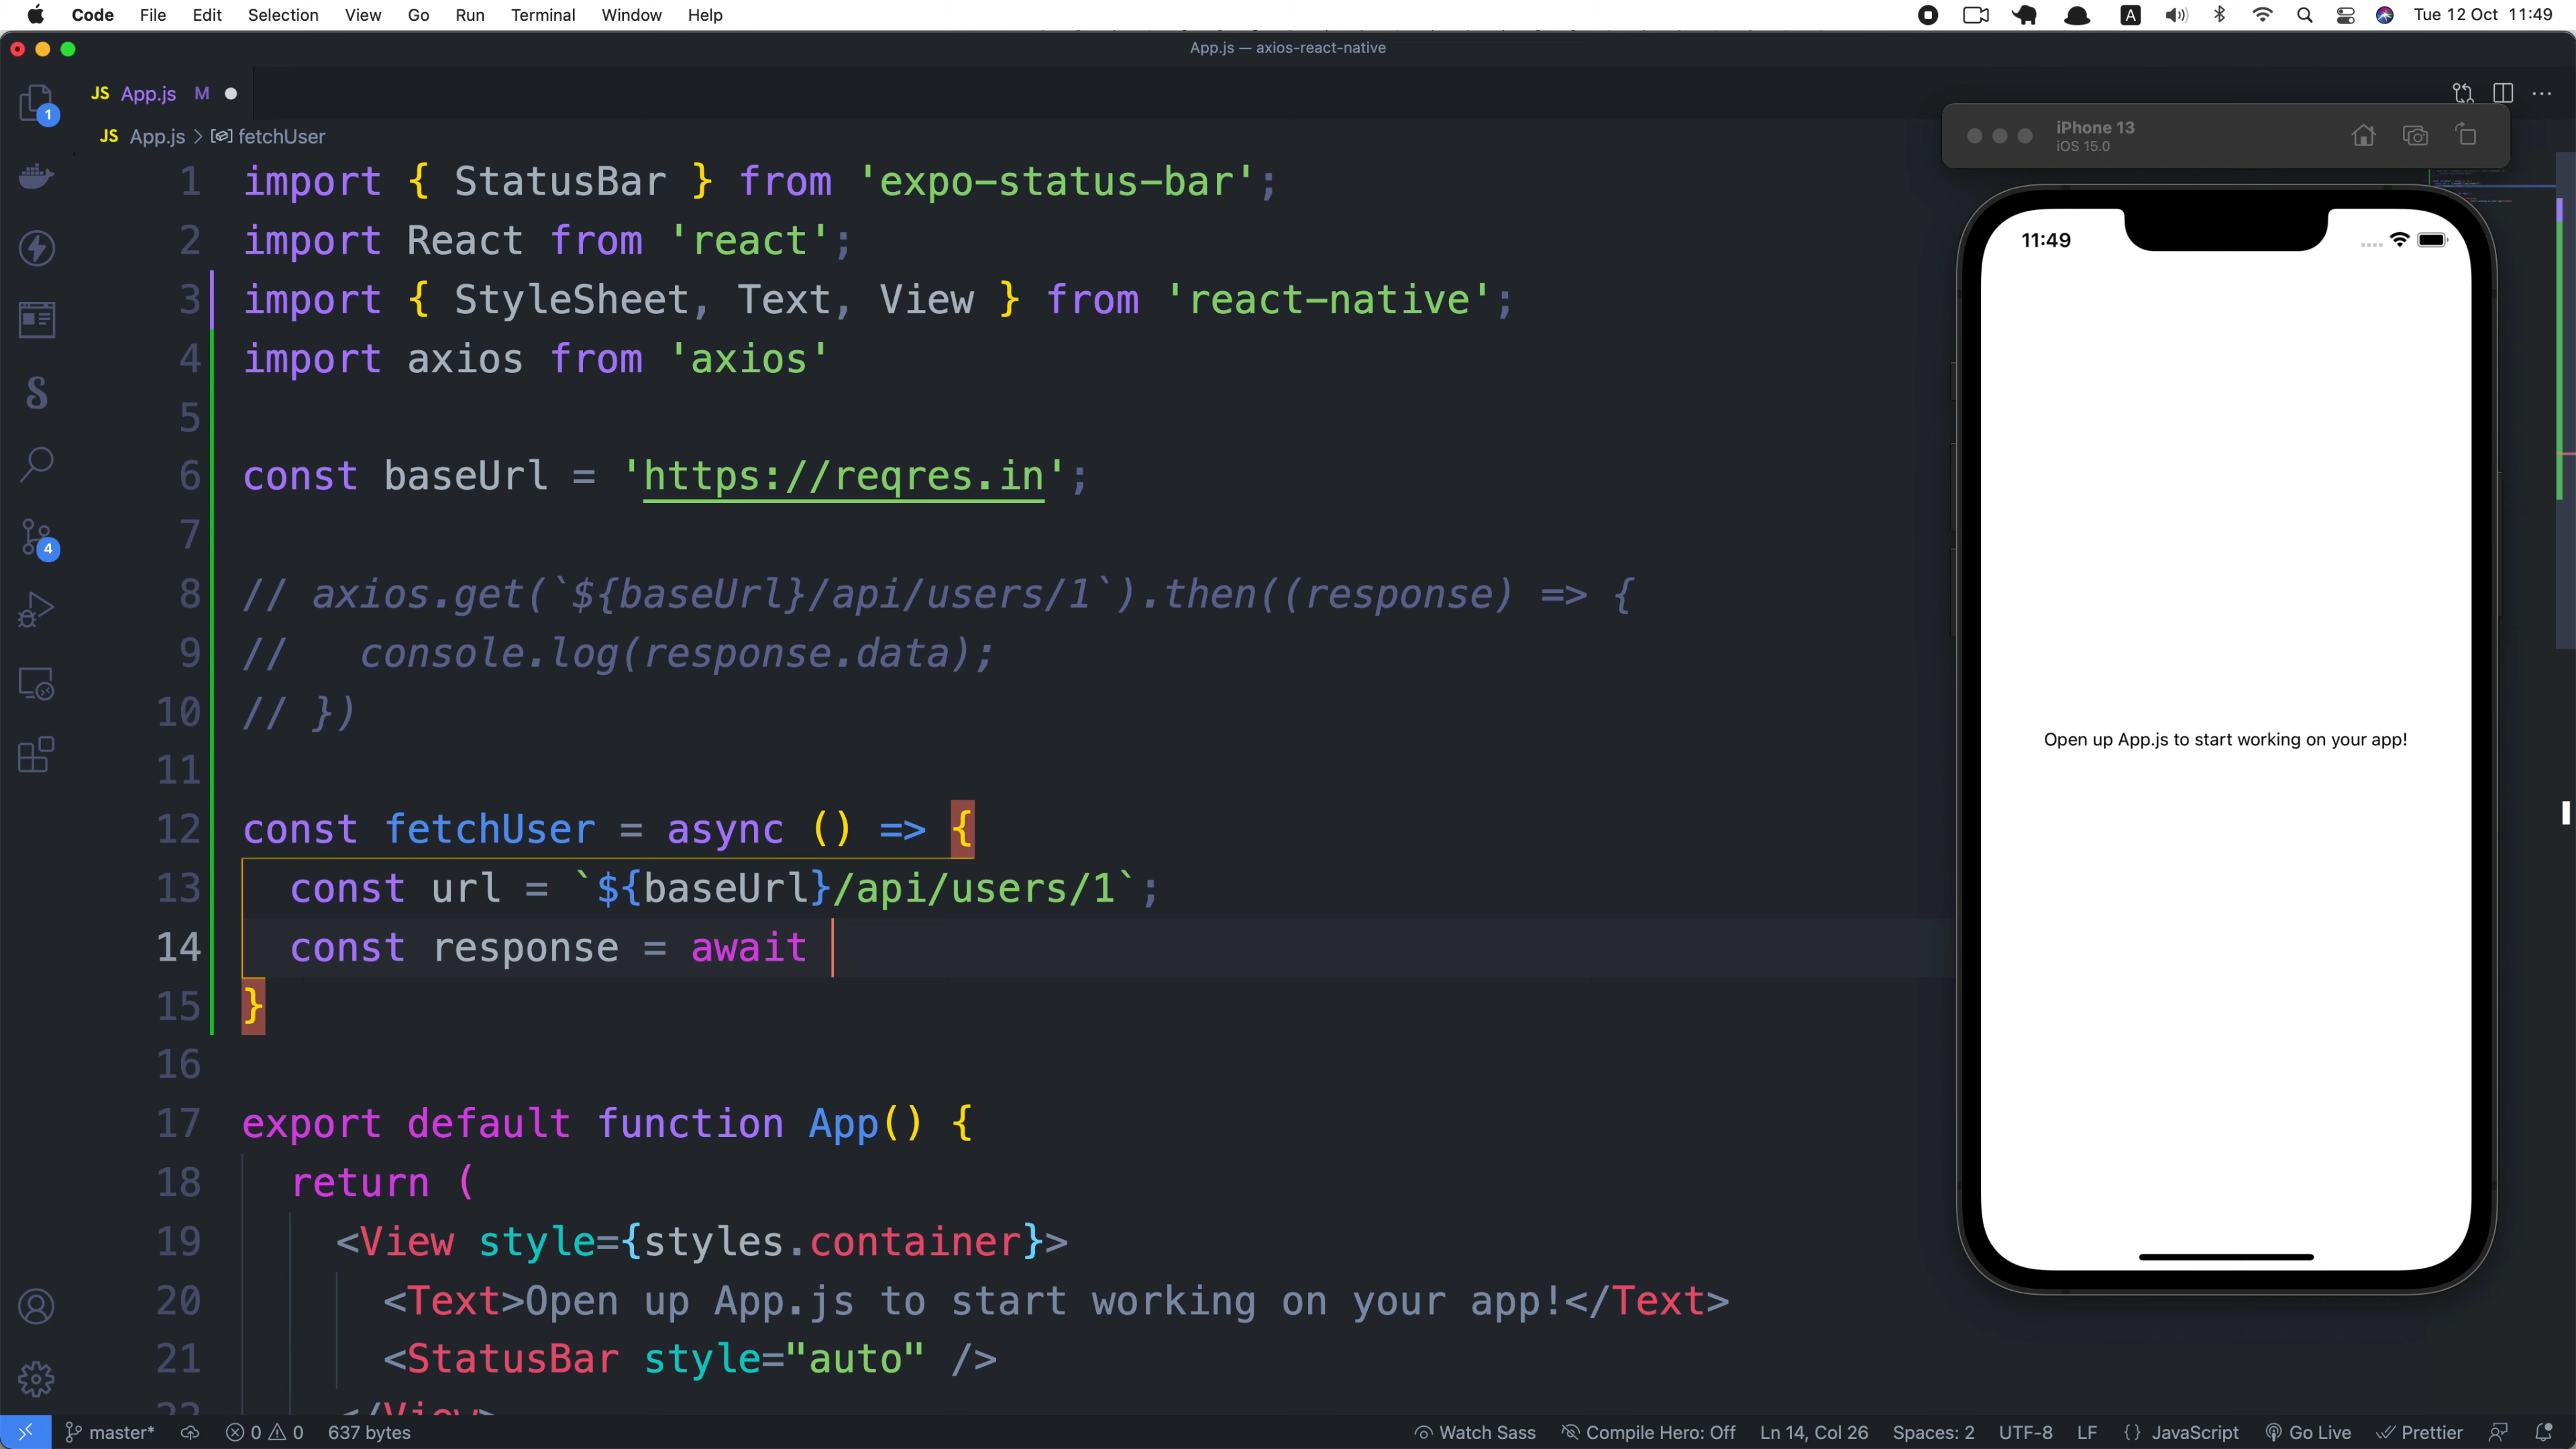 Code File Edit Selection View Go Run Terminal Window Help A Tue 12 Oct 11:49
App.js — axios-react-native
JS App.js M
JS App.js > fetchUser
1
4
1 import { StatusBar } from 'expo-status-bar';
2 import React from 'react';
3 import { StyleSheet, Text, View } from 'react-native';
4 import axios from 'axios'
5
6 const baseUrl = 'https://reqres.in';
7
8 // axios.get(`${baseUrl}/api/users/1`).then((response) => {
9 //   console.log(response.data);
10 // })
11
12 const fetchUser = async () => {
13   const url = `${baseUrl}/api/users/1`;
14   const response = await
15 }
16
17 export default function App() {
18   return (
19     <View style={styles.container}>
20       <Text>Open up App.js to start working on your app!</Text>
21       <StatusBar style="auto" />
22     </View>
iPhone 13
iOS 15.0
11:49
Open up App.js to start working on your app!
master* 0 0 637 bytes Watch Sass Compile Hero: Off Ln 14, Col 26 Spaces: 2 UTF-8 LF {} JavaScript Go Live Prettier